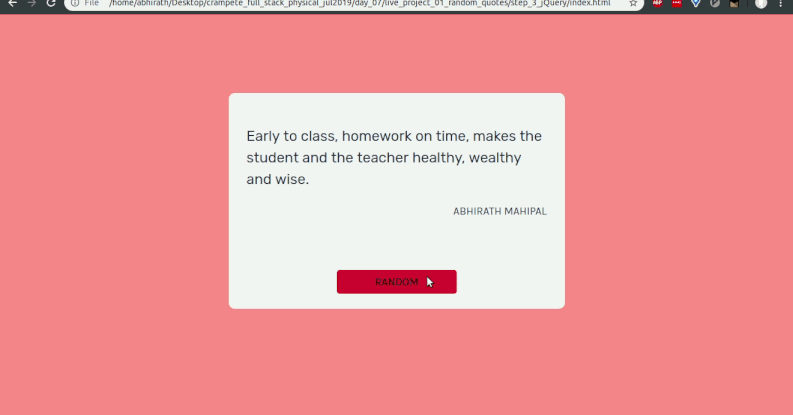 File /home/abhirath/Desktop/crampete_full_stack_physical_jul2019/day_07/live_project_01_random_quotes/step_3_jQuery/index.html
ABP
Early to class, homework on time, makes the
student and the teacher healthy, wealthy
and wise.
ABHIRATH MAHIPAL
RANDOM